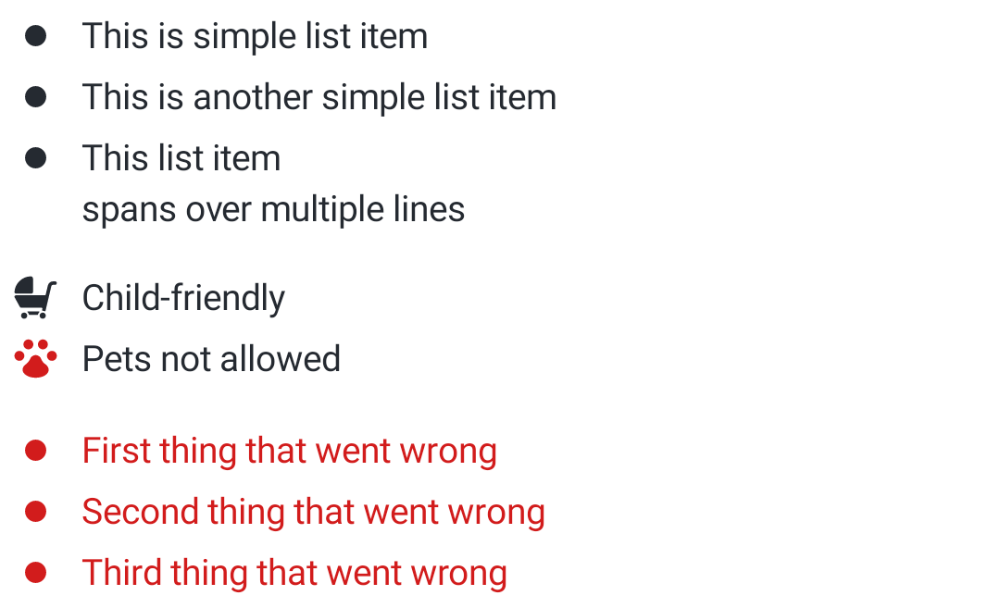 This is simple list item
This is another simple list item
This list item
spans over multiple lines
Child-friendly
Pets not allowed
First thing that went wrong
Second thing that went wrong
Third thing that went wrong